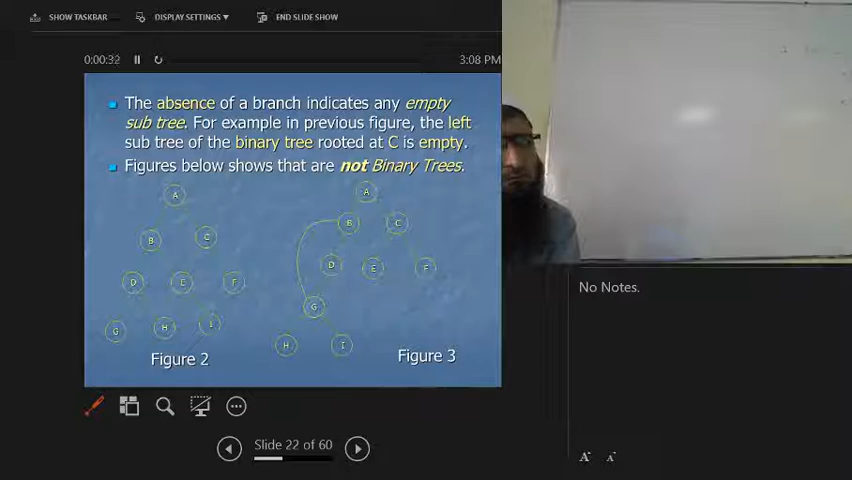 SHOW TASKBAR
DISPLAY SETTINGS
END SLIDE SHOW
0:00:32
3:08 PM
The absence of a branch indicates any empty
sub tree. For example in previous figure, the left
sub tree of the binary tree rooted at C is empty.
Figures below shows that are not Binary Trees.
A
A
B
C
B
C
D
E
F
D
E
F
G
H
I
G
H
I
Figure 2
Figure 3
No Notes.
Slide 22 of 60
A
A